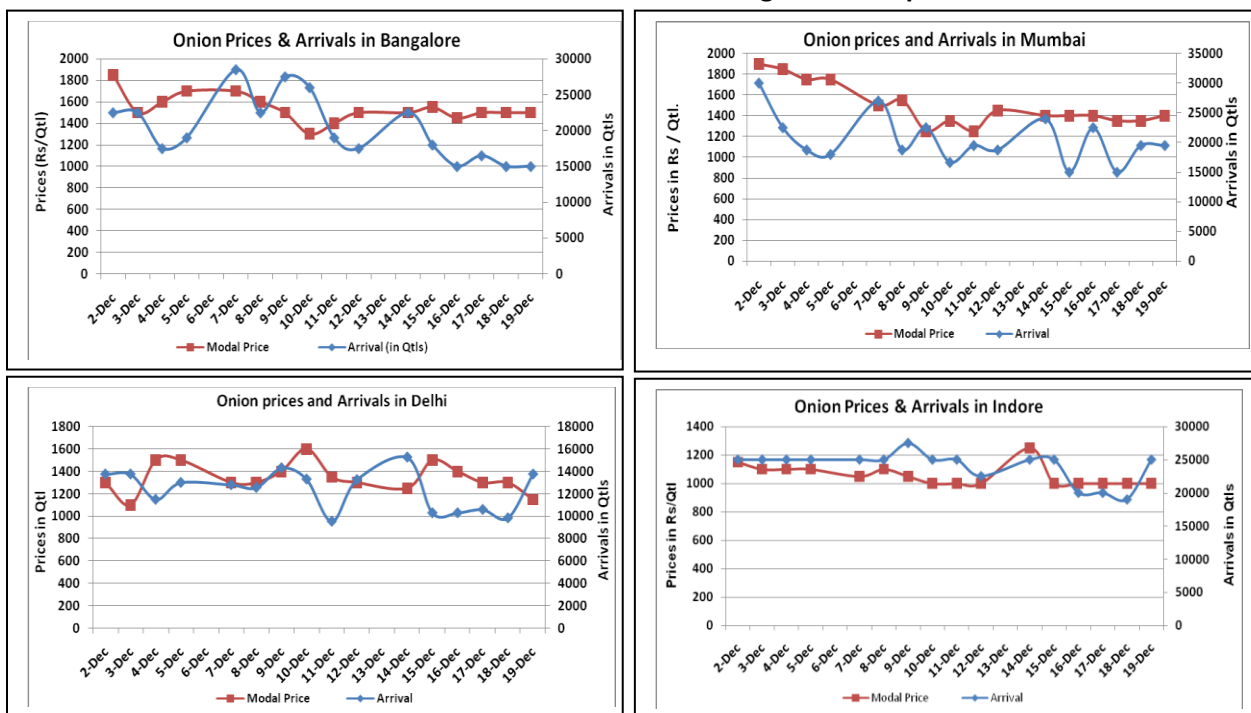 Onion Prices & Arrivals in Bangalore
Prices (Rs/Qtl)
2000
1800
1600
1400
1200
1000
800
600
400
200
0
30000
25000
20000
15000
10000
5000
0
Arrivals in Qtls
2-Dec
3-Dec
4-Dec
5-Dec
6-Dec
7-Dec
8-Dec
9-Dec
10-Dec
11-Dec
12-Dec
13-Dec
14-Dec
15-Dec
16-Dec
17-Dec
18-Dec
19-Dec
Modal Price
Arrival (in Qtls)
Onion prices and Arrivals in Mumbai
Prices in Rs / Qtl.
2000
1800
1600
1400
1200
1000
800
600
400
200
0
35000
30000
25000
20000
15000
10000
5000
0
Arrivals in Qtls
2-Dec
3-Dec
4-Dec
5-Dec
6-Dec
7-Dec
8-Dec
9-Dec
10-Dec
11-Dec
12-Dec
13-Dec
14-Dec
15-Dec
16-Dec
17-Dec
18-Dec
19-Dec
Modal Price
Arrival
Onion prices and Arrivals in Delhi
Prices in Qtl
1800
1600
1400
1200
1000
800
600
400
200
0
18000
16000
14000
12000
10000
8000
6000
4000
2000
0
Arrivals in Qtls
2-Dec
3-Dec
4-Dec
5-Dec
6-Dec
7-Dec
8-Dec
9-Dec
10-Dec
11-Dec
12-Dec
13-Dec
14-Dec
15-Dec
16-Dec
17-Dec
18-Dec
19-Dec
Modal Price
Arrival
Onion Prices & Arrivals in Indore
Prices in Rs/Qtl
1400
1200
1000
800
600
400
200
0
30000
25000
20000
15000
10000
5000
0
Arrivals in Qtls
2-Dec
3-Dec
4-Dec
5-Dec
6-Dec
7-Dec
8-Dec
9-Dec
10-Dec
11-Dec
12-Dec
13-Dec
14-Dec
15-Dec
16-Dec
17-Dec
18-Dec
19-Dec
Modal Price
Arrival